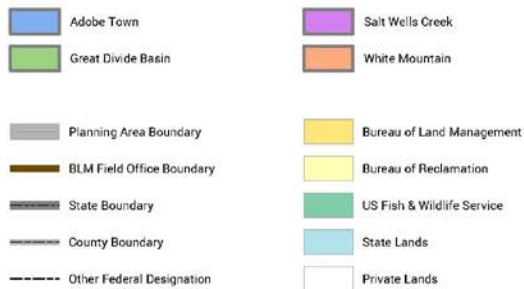 Adobe Town
Great Divide Basin
Salt Wells Creek
White Mountain
Planning Area Boundary
BLM Field Office Boundary
State Boundary
County Boundary
Other Federal Designation
Bureau of Land Management
Bureau of Reclamation
US Fish & Wildlife Service
State Lands
Private Lands